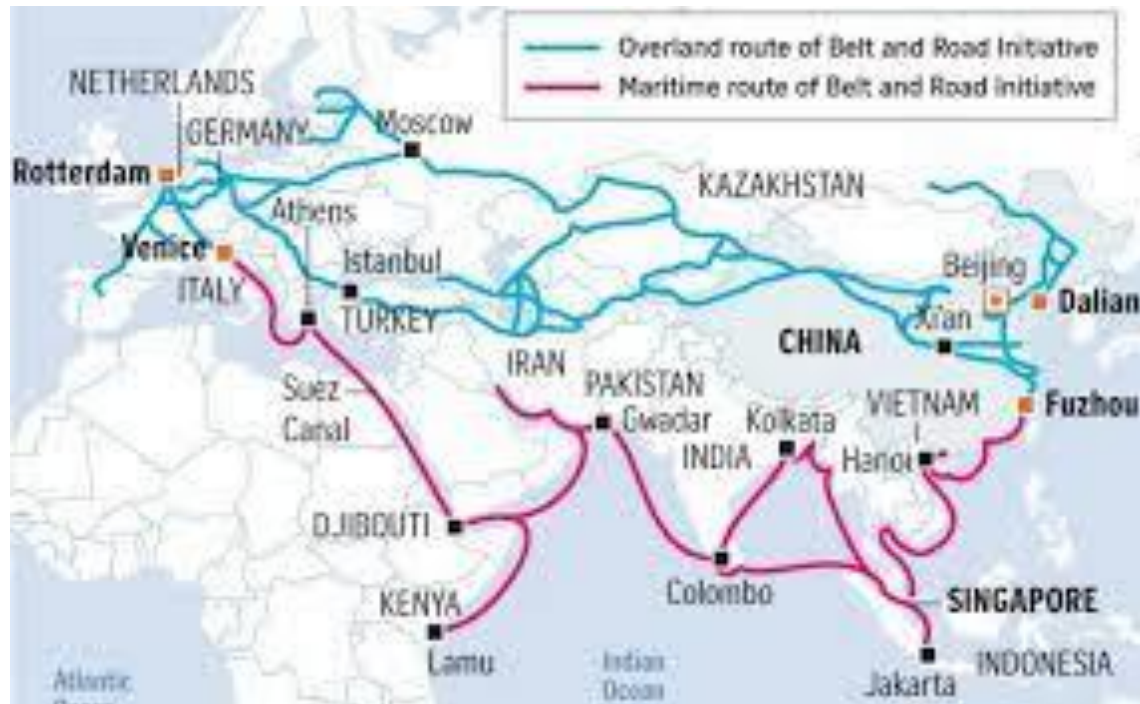 Overland route of Belt and Road Initiative
Maritime route of Belt and Road Initiative
NETHERLANDS
GERMANY
Moscow
Rotterdam
KAZAKHSTAN
Athens
Venice
Istanbul
Beijing
ITALY
TURKEY
Xi'an
Dalian
CHINA
IRAN
PAKISTAN
Suez
Canal
Gwadar
Kolkata
VIETNAM
Fuzhou
INDIA
Hanoi
DJIBOUTI
Colombo
KENYA
SINGAPORE
Lamu
Indian
Ocean
Jakarta
INDONESIA
Atlantic